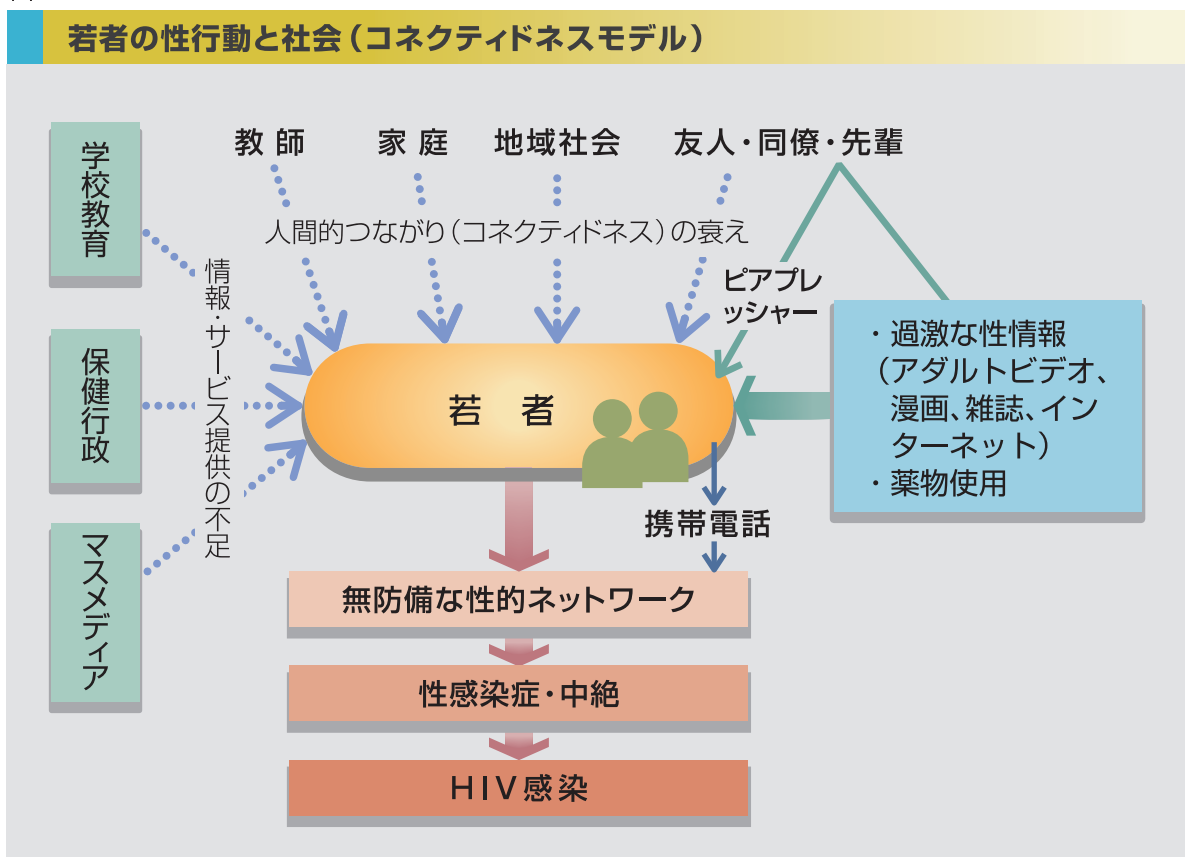 若者の性行動と社会（コネクティドネスモデル）
教師
家庭
地域社会
友人・同僚・先輩
学校教育
人間的つながり（コネクティドネス）の衰え
情報・サービス提供の不足
ピアプレ
ッシャー
保健行政
若者
・過激な性情報
（アダルトビデオ、
漫画、雑誌、イン
ターネット）
・薬物使用
マスメディア
携帯電話
無防備な性的ネットワーク
性感染症・中絶
HIV感染